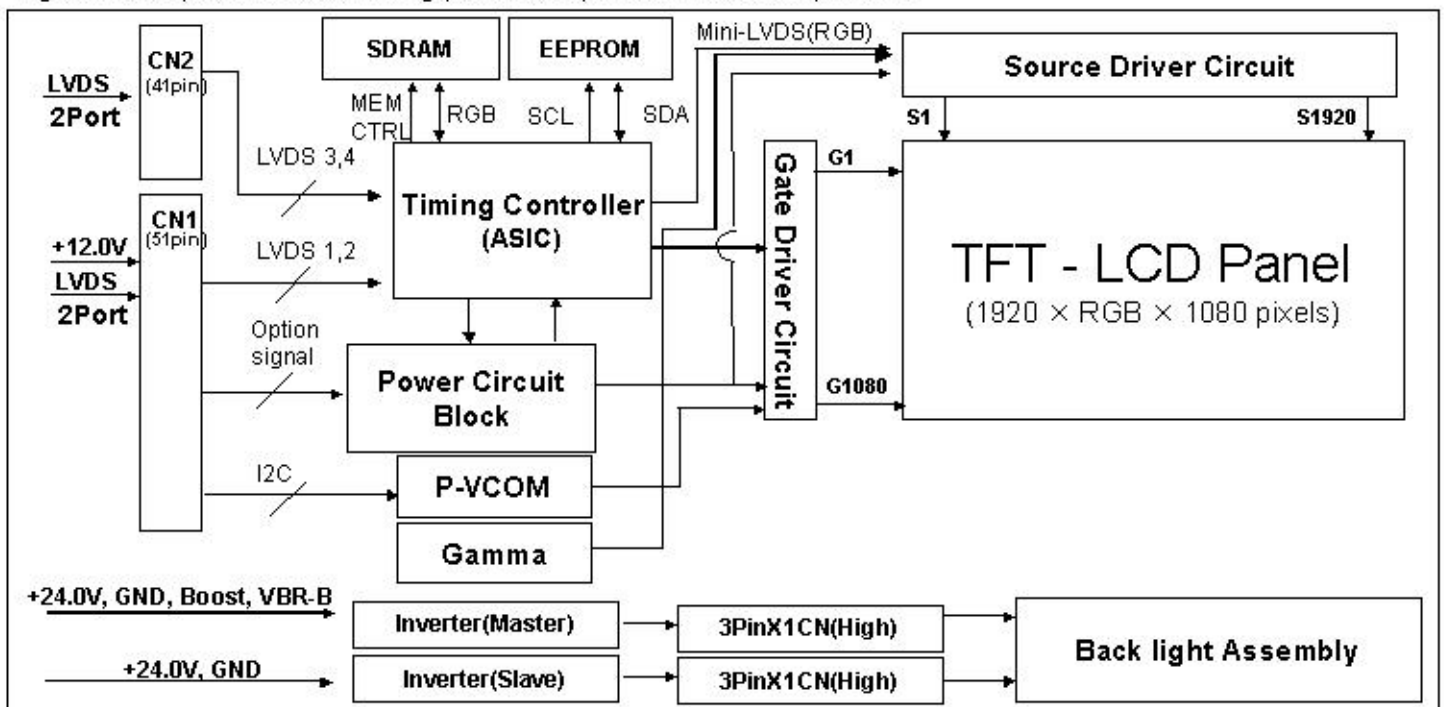 SDRAM
EEPROM
Mini-LVDS(RGB)
Source Driver Circuit
CN2
(41pin)
LVDS
2Port
MEM
CTRL
RGB
SCL
SDA
S1
S1920
LVDS 3,4
Timing Controller
(ASIC)
Gate Driver Circuit
G1
TFT - LCD Panel
(1920 × RGB × 1080 pixels)
CN1
(51pin)
+12.0V
LVDS
2Port
LVDS 1,2
Option
signal
Power Circuit
Block
G1080
I2C
P-VCOM
Gamma
+24.0V, GND, Boost, VBR-B
Inverter(Master)
3PinX1CN(High)
Back light Assembly
+24.0V, GND
Inverter(Slave)
3PinX1CN(High)